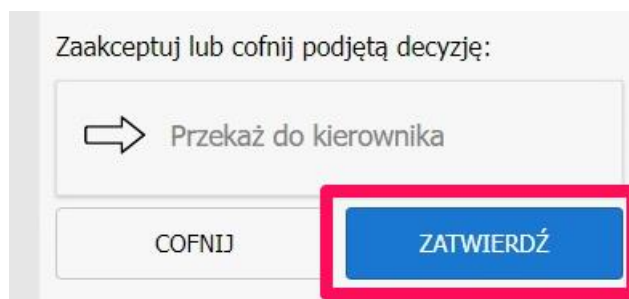 Zaakceptuj lub cofnij podjętą decyzję:
Przekaż do kierownika
COFNIJ ZATWIERDŹ